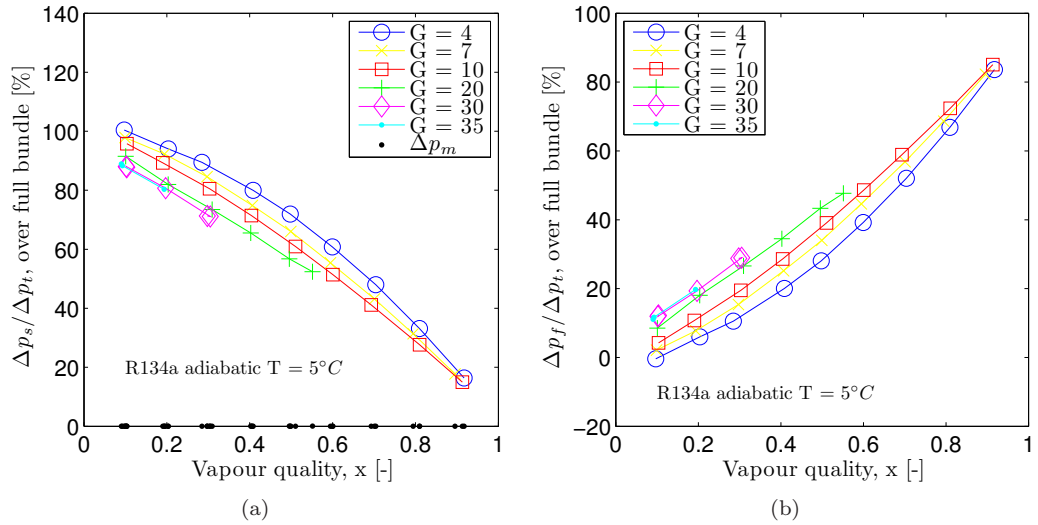 Δp_s/Δp_t, over full bundle [%]
140
120
100
80
60
40
20
0
G = 4
G = 7
G = 10
G = 20
G = 30
G = 35
Δp_m
R134a adiabatic T = 5°C
0 0.2 0.4 0.6 0.8 1
Vapour quality, x [-]
(a)
Δp_f/Δp_t, over full bundle [%]
100
80
60
40
20
0
−20
G = 4
G = 7
G = 10
G = 20
G = 30
G = 35
R134a adiabatic T = 5°C
0 0.2 0.4 0.6 0.8 1
Vapour quality, x [-]
(b)